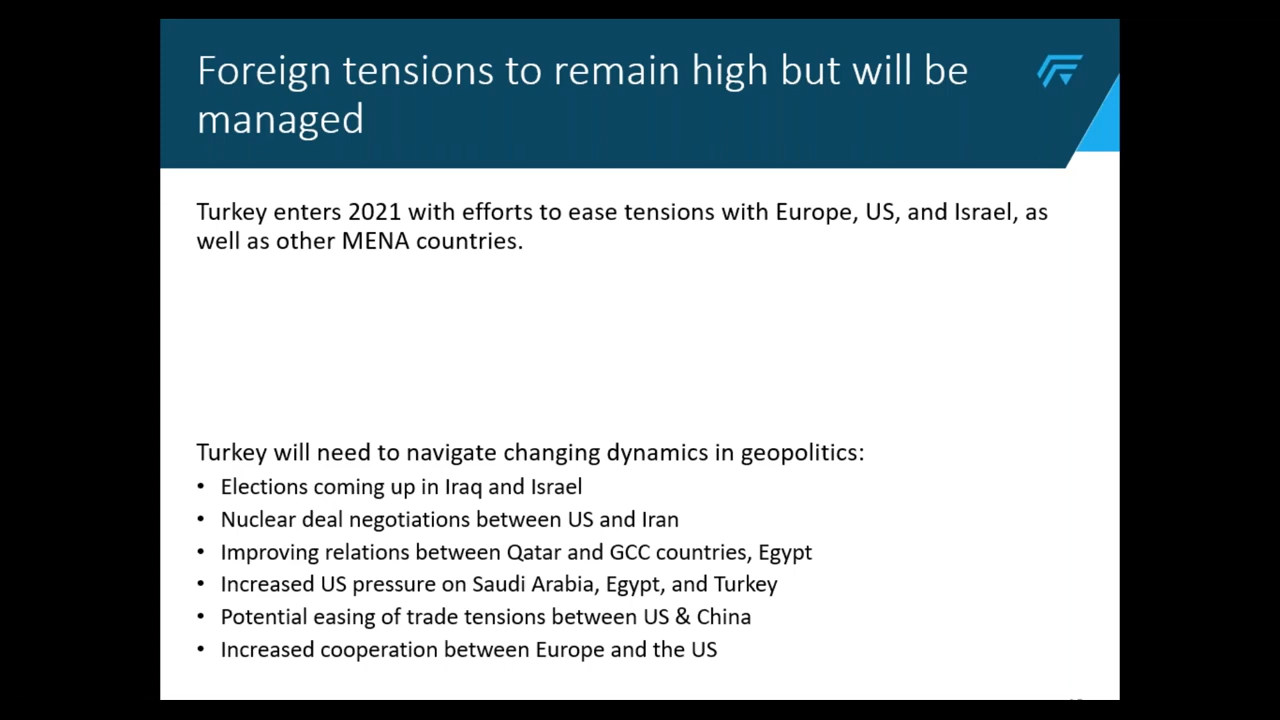 Foreign tensions to remain high but will be
managed
Turkey enters 2021 with efforts to ease tensions with Europe, US, and Israel, as
well as other MENA countries.
Turkey will need to navigate changing dynamics in geopolitics:
• Elections coming up in Iraq and Israel
• Nuclear deal negotiations between US and Iran
• Improving relations between Qatar and GCC countries, Egypt
• Increased US pressure on Saudi Arabia, Egypt, and Turkey
• Potential easing of trade tensions between US & China
• Increased cooperation between Europe and the US